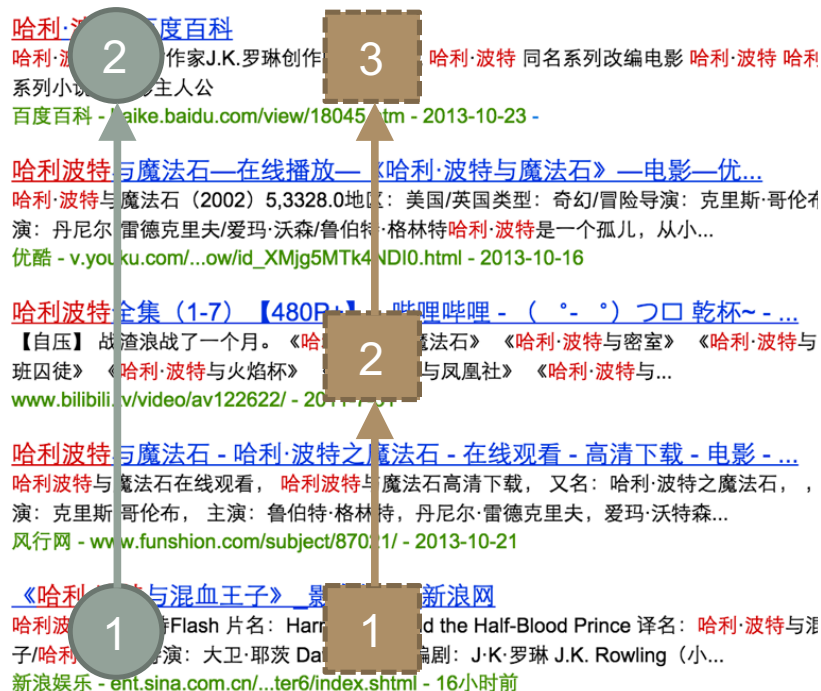 哈利· 百度百科
哈利· 作家J.K.罗琳创作 哈利·波特 同名系列改编电影 哈利·波特 哈利
系列小说 主人公
百度百科 - baike.baidu.com/view/18045.htm - 2013-10-23 -
2
3
哈利波特与魔法石—在线播放—《哈利·波特与魔法石》—电影—优...
哈利·波特与魔法石（2002）5,3328.0地区：美国/英国类型：奇幻/冒险导演：克里斯·哥伦布
演：丹尼尔·雷德克里夫/爱玛·沃森/鲁伯特·格林特哈利·波特是一个孤儿，从小...
优酷 - v.youku.com/...ow/id_XMjg5MTk4NDI0.html - 2013-10-16
哈利波特全集（1-7）【480P+】 - 哔哩哔哩 - （ ゜- ゜）つロ 乾杯~ - ...
【自压】 战渣浪战了一个月。《哈 魔法石》 《哈利·波特与密室》 《哈利·波特与
班囚徒》 《哈利·波特与火焰杯》 与凤凰社》 《哈利·波特与...
www.bilibili.tv/video/av122622/ - 2011-7-31
2
哈利波特与魔法石 - 哈利·波特之魔法石 - 在线观看 - 高清下载 - 电影 - ...
哈利波特与魔法石在线观看， 哈利波特与魔法石高清下载， 又名：哈利·波特之魔法石， ，
演：克里斯·哥伦布， 主演：鲁伯特·格林特，丹尼尔·雷德克里夫，爱玛·沃特森...
风行网 - www.funshion.com/subject/87021/ - 2013-10-21
《哈利·波特与混血王子》_影 新浪网
哈利波 特Flash 片名：Harr d the Half-Blood Prince 译名：哈利·波特与混
子/哈利 导演：大卫·耶茨 Da 编剧：J·K·罗琳 J.K. Rowling（小...
新浪娱乐 - ent.sina.com.cn/...ter6/index.shtml - 16小时前
1
1